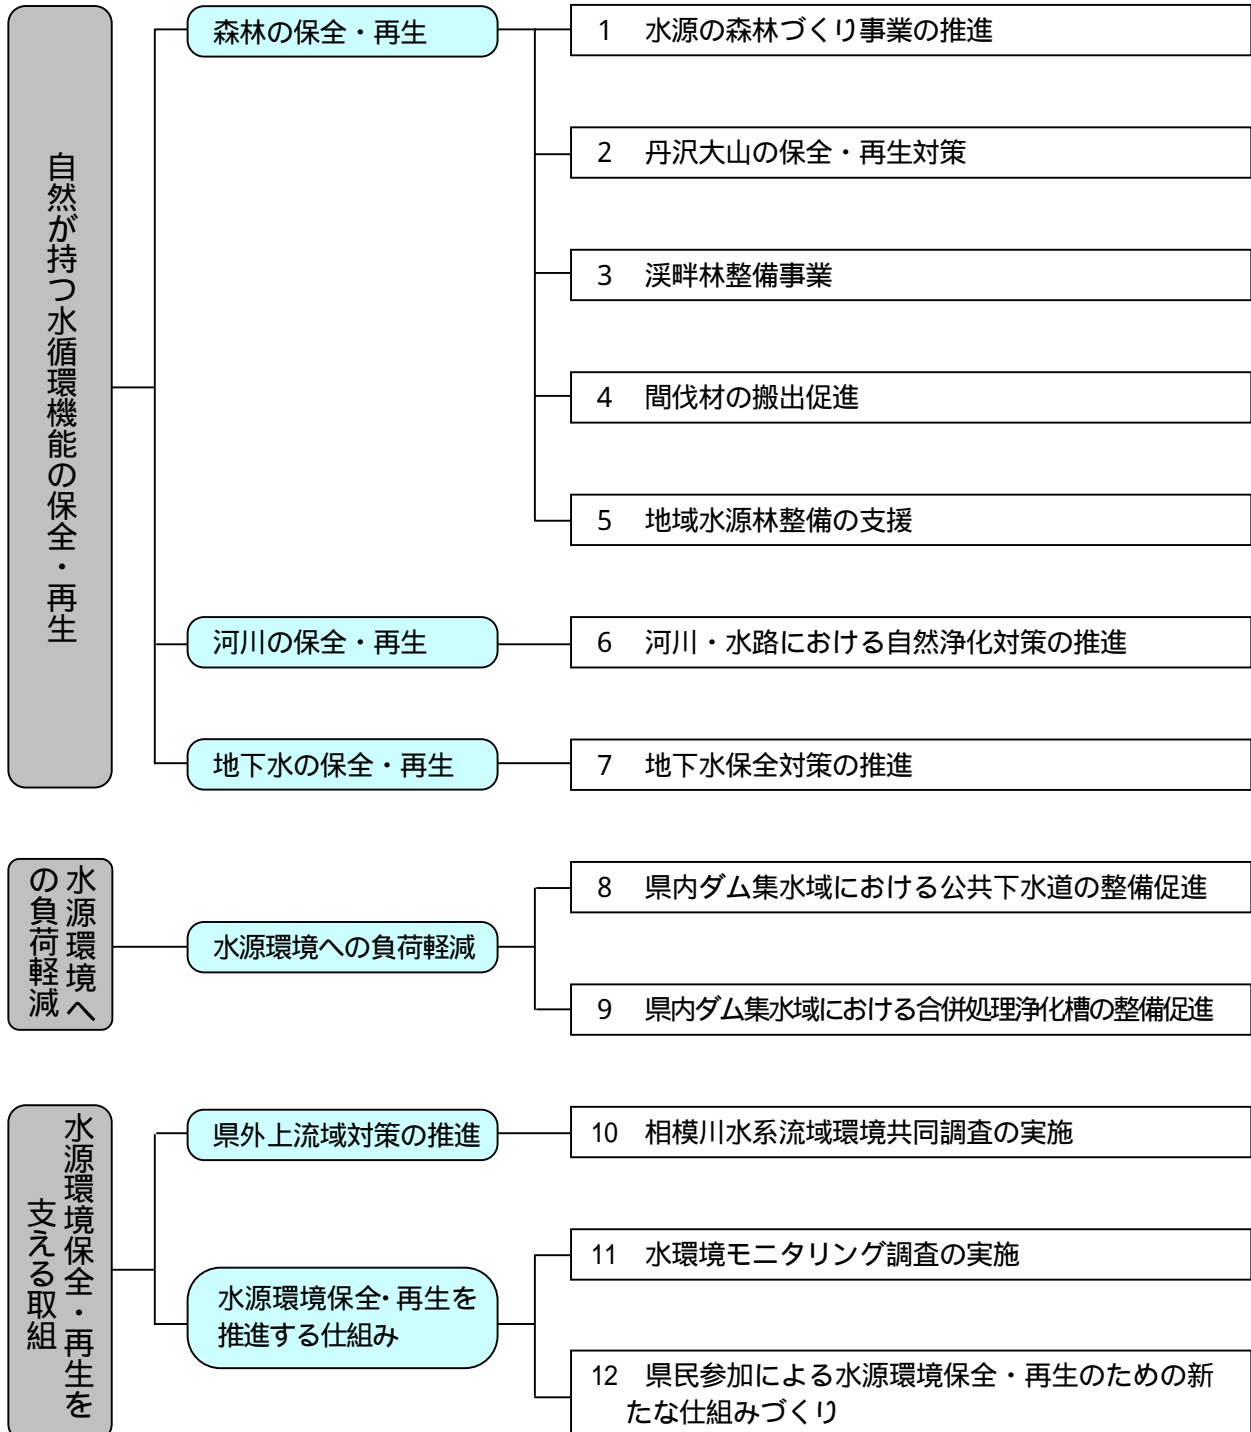 自然が持つ水循環機能の保全・再生
森林の保全・再生
1 水源の森林づくり事業の推進
2 丹沢大山の保全・再生対策
3 渓畔林整備事業
4 間伐材の搬出促進
5 地域水源林整備の支援
河川の保全・再生
6 河川・水路における自然浄化対策の推進
地下水の保全・再生
7 地下水保全対策の推進
水源環境へ
の負荷軽減
水源環境への負荷軽減
8 県内ダム集水域における公共下水道の整備促進
9 県内ダム集水域における合併処理浄化槽の整備促進
水源環境保全・再生を
支える取組
県外上流域対策の推進
10 相模川水系流域環境共同調査の実施
水源環境保全・再生を
推進する仕組み
11 水環境モニタリング調査の実施
12 県民参加による水源環境保全・再生のための新
たな仕組みづくり